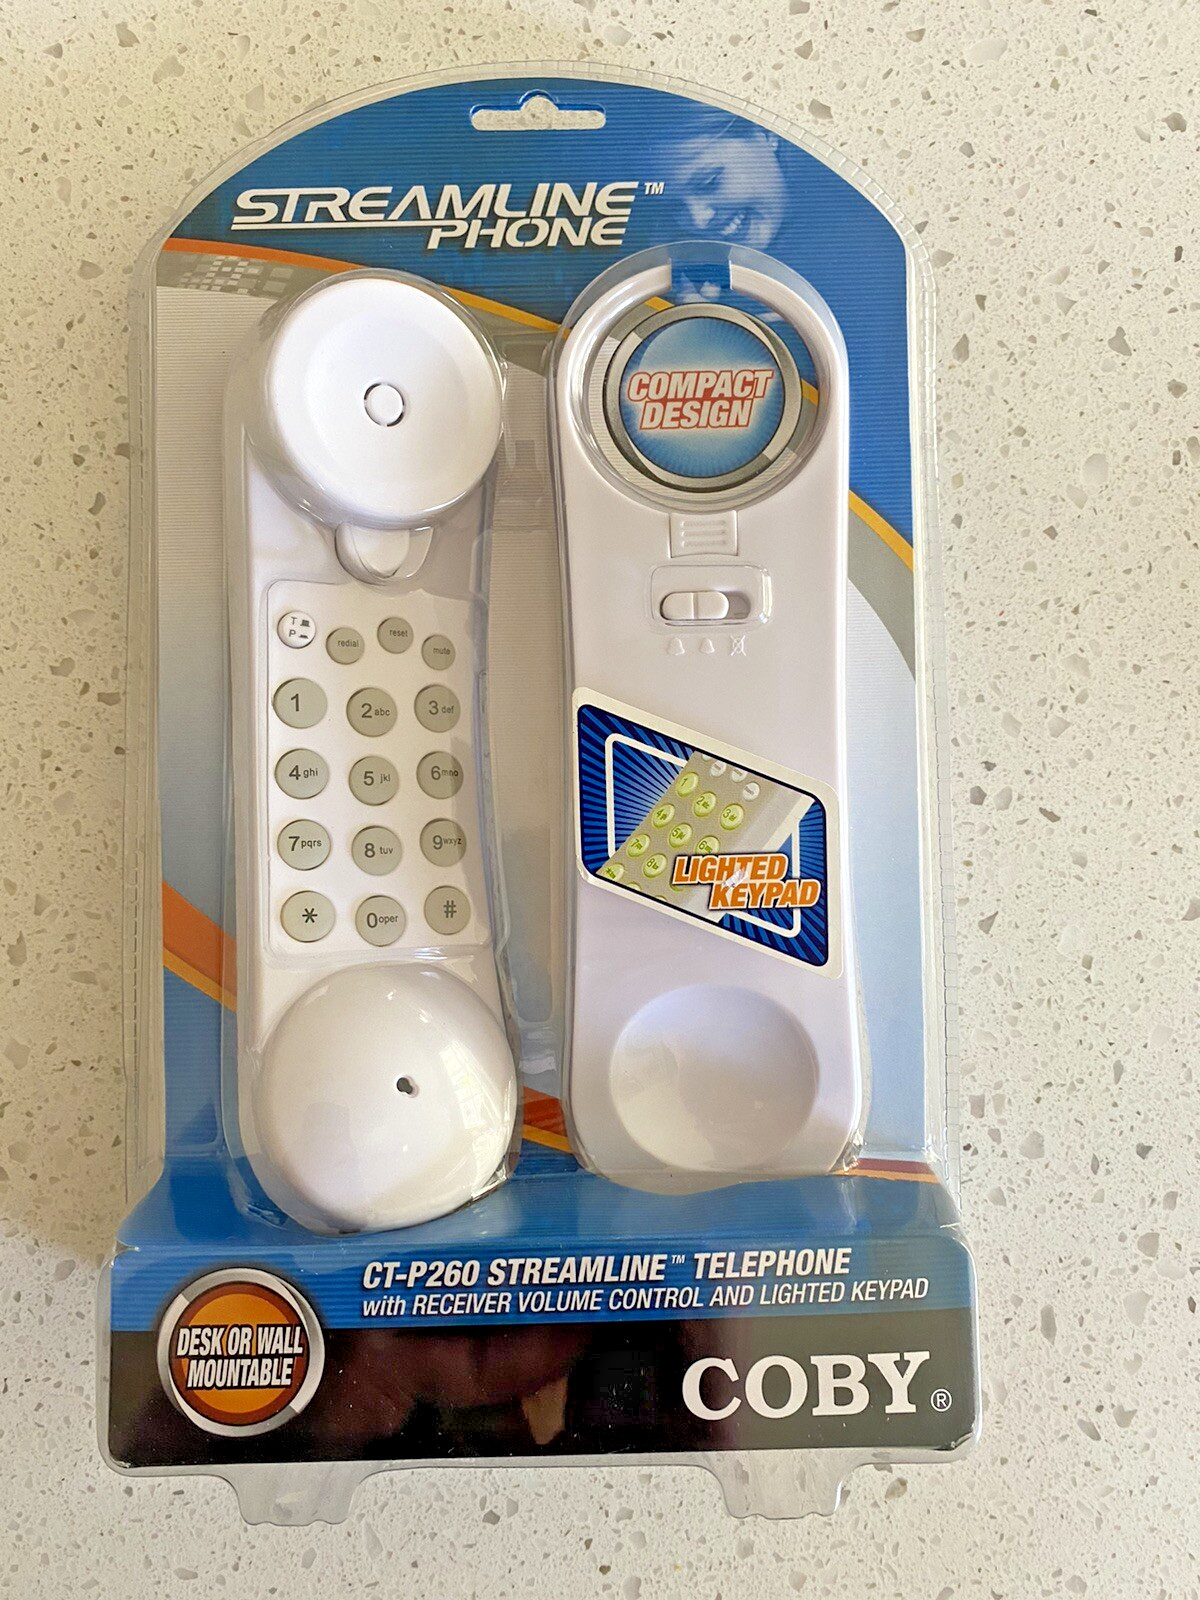 STREAMLINE™
PHONE
COMPACT
DESIGN
T
P
redial
reset
mute
1
2abc
3def
4ghi
5jkl
6mno
7pqrs
8tuv
9wxyz
*
0oper
#
LIGHTED
KEYPAD
CT-P260 STREAMLINE™ TELEPHONE
with RECEIVER VOLUME CONTROL AND LIGHTED KEYPAD
DESK OR WALL
MOUNTABLE
COBY®